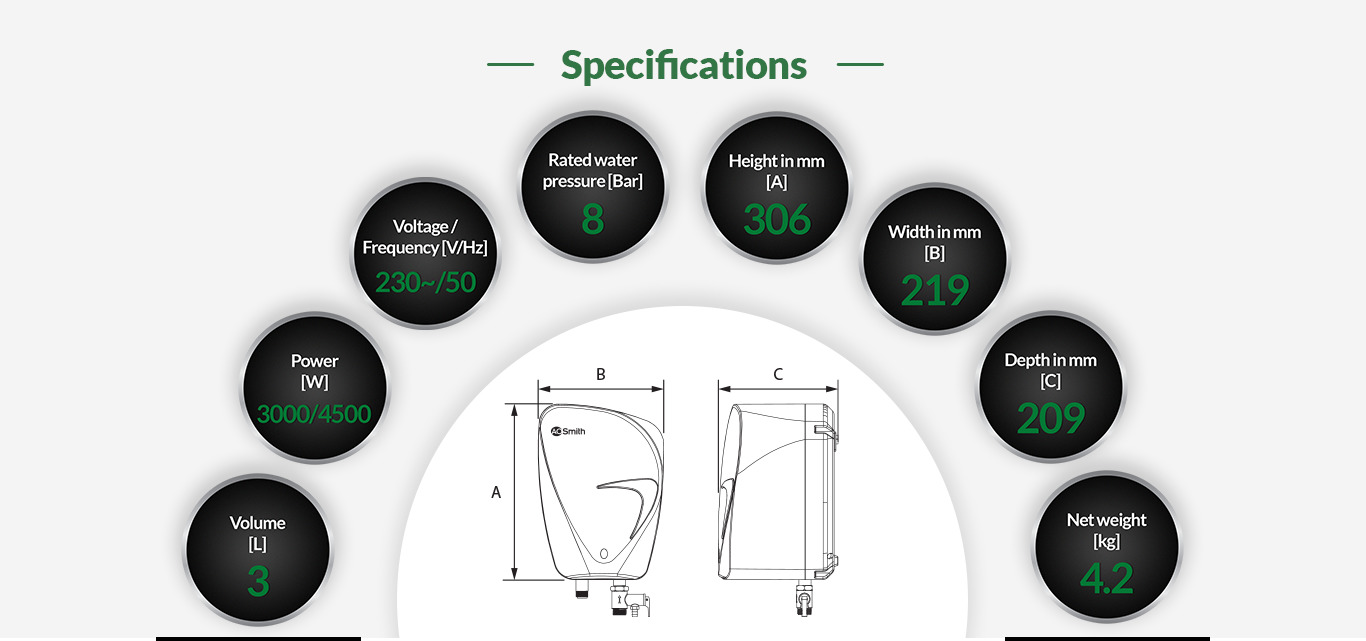 Specifications
Rated water
pressure [Bar]
8
Height in mm
[A]
306
Voltage /
Frequency [V/Hz]
230~/50
Width in mm
[B]
219
Power
[W]
3000/4500
Depth in mm
[C]
209
Volume
[L]
3
Net weight
[kg]
4.2
B
C
A
AO Smith